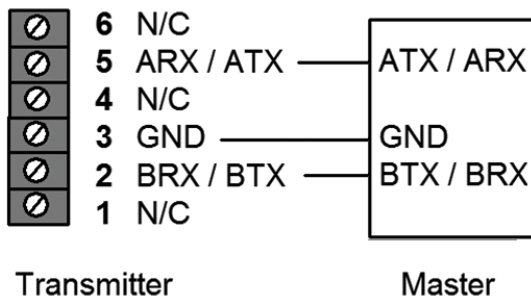 6 N/C
5 ARX / ATX ATX / ARX
4 N/C
3 GND GND
2 BRX / BTX BTX / BRX
1 N/C
Transmitter Master